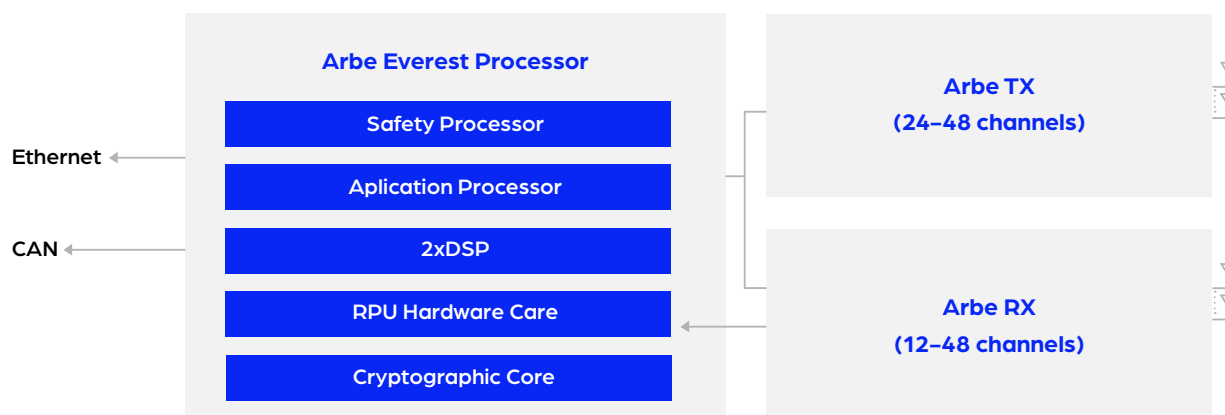 Arbe Everest Processor
Safety Processor
Aplication Processor
2xDSP
RPU Hardware Care
Cryptographic Core
Ethernet
CAN
Arbe TX
(24–48 channels)
Arbe RX
(12–48 channels)